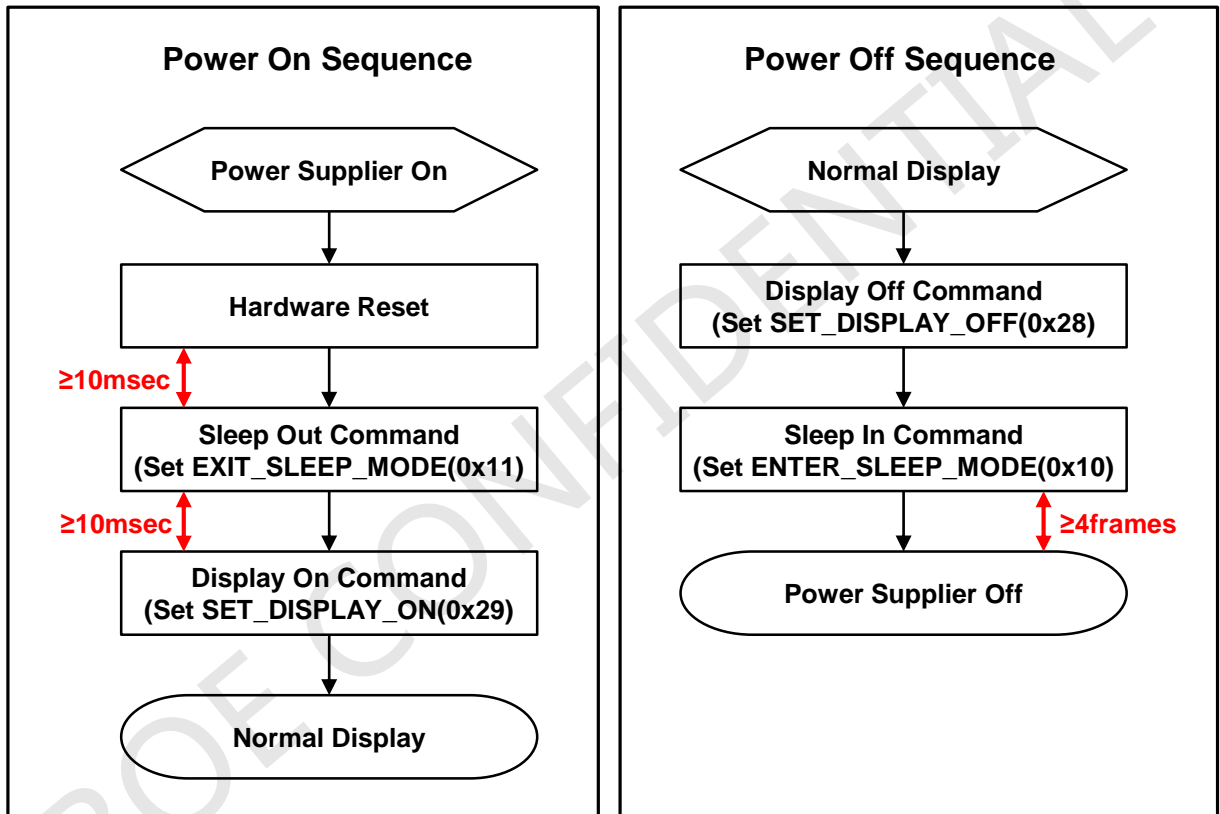 Power On Sequence
Power Supplier On
Hardware Reset
≥10msec
Sleep Out Command
(Set EXIT_SLEEP_MODE(0x11)
≥10msec
Display On Command
(Set SET_DISPLAY_ON(0x29)
Normal Display
Power Off Sequence
Normal Display
Display Off Command
(Set SET_DISPLAY_OFF(0x28)
Sleep In Command
(Set ENTER_SLEEP_MODE(0x10)
≥4frames
Power Supplier Off
BOE CONFIDENTIAL